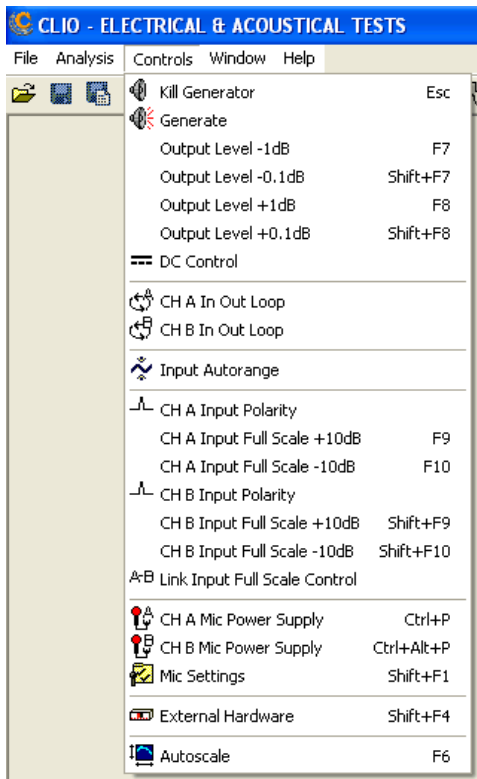 CLIO - ELECTRICAL & ACOUSTICAL TESTS
File Analysis Controls Window Help
Kill Generator Esc
Generate
Output Level -1dB F7
Output Level -0.1dB Shift+F7
Output Level +1dB F8
Output Level +0.1dB Shift+F8
DC Control
CH A In Out Loop
CH B In Out Loop
Input Autorange
CH A Input Polarity
CH A Input Full Scale +10dB F9
CH A Input Full Scale -10dB F10
CH B Input Polarity
CH B Input Full Scale +10dB Shift+F9
CH B Input Full Scale -10dB Shift+F10
A-B Link Input Full Scale Control
CH A Mic Power Supply Ctrl+P
CH B Mic Power Supply Ctrl+Alt+P
Mic Settings Shift+F1
External Hardware Shift+F4
Autoscale F6